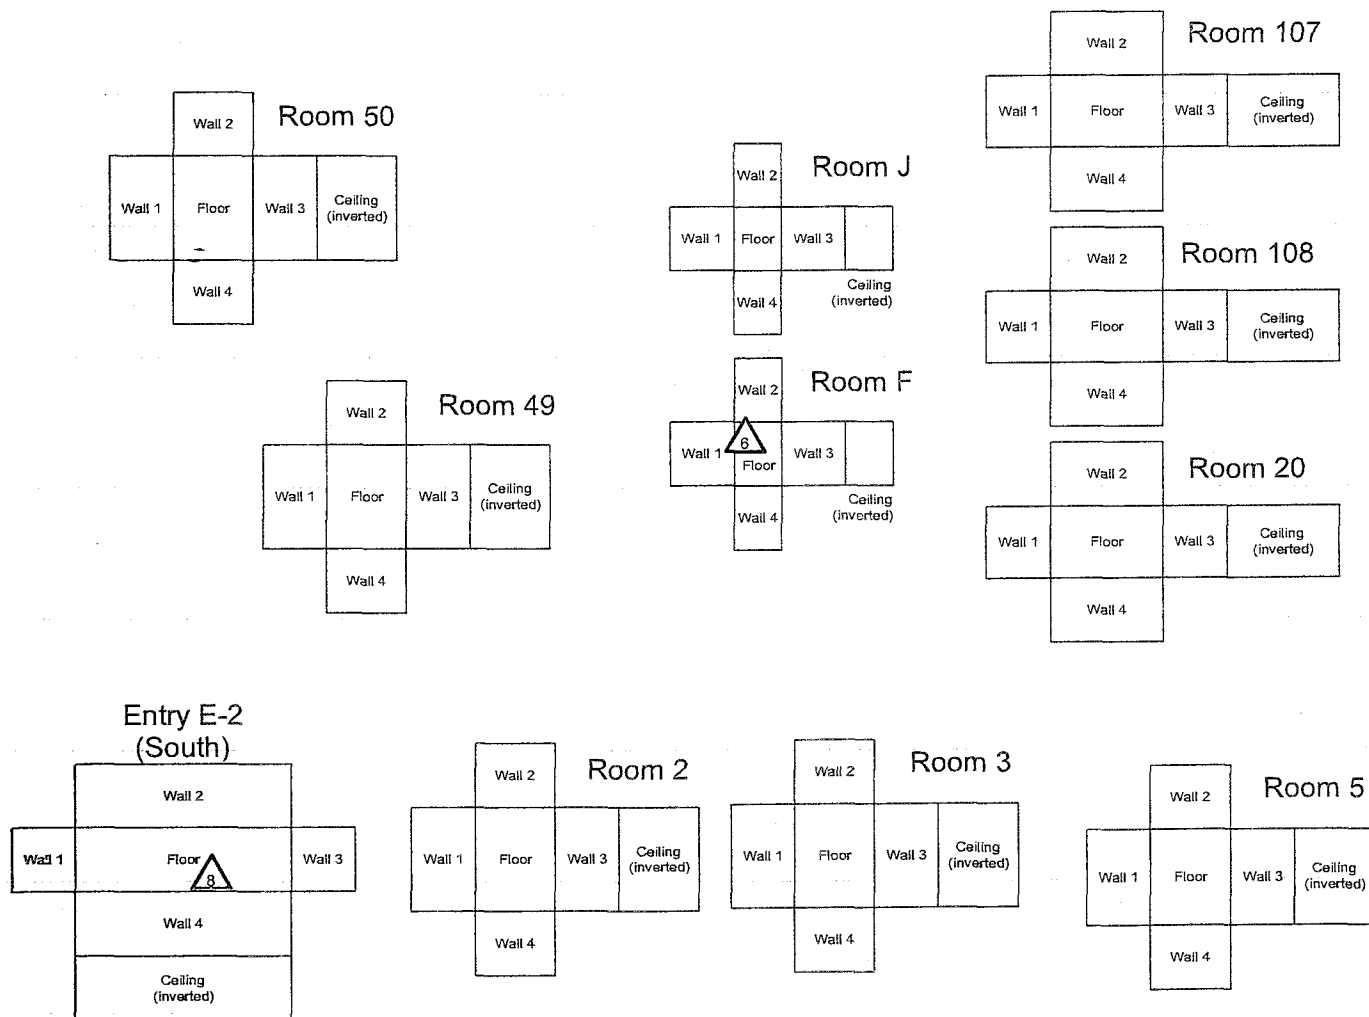 Room 50
Wall 2
Wall 1
Floor
Wall 3
Ceiling
(inverted)
Wall 4
Room J
Wall 2
Wall 1
Floor
Wall 3
Wall 4
Ceiling
(inverted)
Room 107
Wall 2
Wall 1
Floor
Wall 3
Ceiling
(inverted)
Wall 4
Room 49
Wall 2
Wall 1
Floor
Wall 3
Ceiling
(inverted)
Wall 4
Room F
Wall 2
6
Wall 1
Floor
Wall 3
Wall 4
Ceiling
(inverted)
Room 108
Wall 2
Wall 1
Floor
Wall 3
Ceiling
(inverted)
Wall 4
Room 20
Wall 2
Wall 1
Floor
Wall 3
Ceiling
(inverted)
Wall 4
Entry E-2
(South)
Wall 2
Wall 1
Floor
8
Wall 3
Wall 4
Ceiling
(inverted)
Room 2
Wall 2
Wall 1
Floor
Wall 3
Ceiling
(inverted)
Wall 4
Room 3
Wall 2
Wall 1
Floor
Wall 3
Ceiling
(inverted)
Wall 4
Room 5
Wall 2
Wall 1
Floor
Wall 3
Ceiling
(inverted)
Wall 4